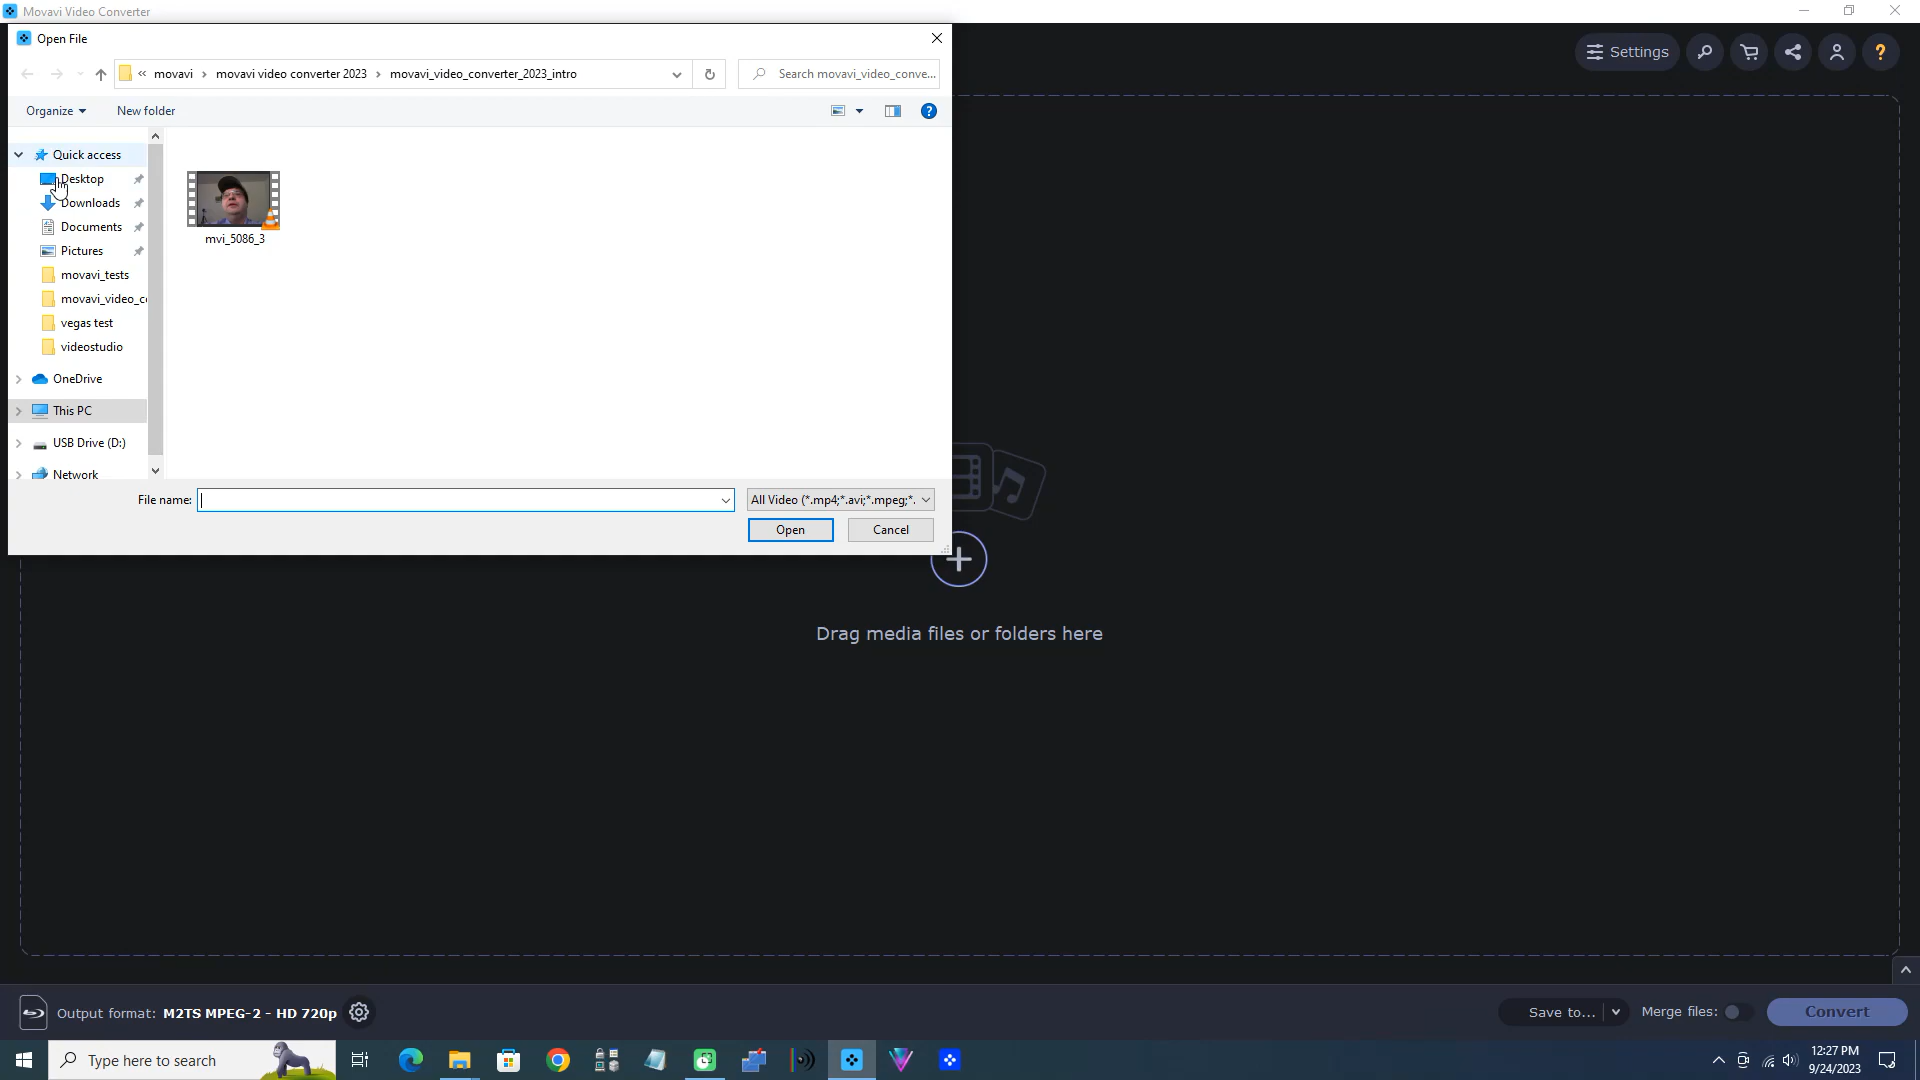 Movavi Video Converter
Open File
« movavi › movavi video converter 2023 › movavi_video_converter_2023_intro
Search movavi_video_conve...
Settings
Organize
New folder
Quick access
Desktop
Downloads
Documents
Pictures
movavi_tests
movavi_video_c
vegas test
videostudio
OneDrive
This PC
USB Drive (D:)
Network
mvi_5086_3
File name:
All Video (*.mp4;*.avi;*.mpeg;*.
Open
Cancel
Drag media files or folders here
Output format: M2TS MPEG-2 - HD 720p
Save to...
Merge files:
Convert
Type here to search
12:27 PM
9/24/2023